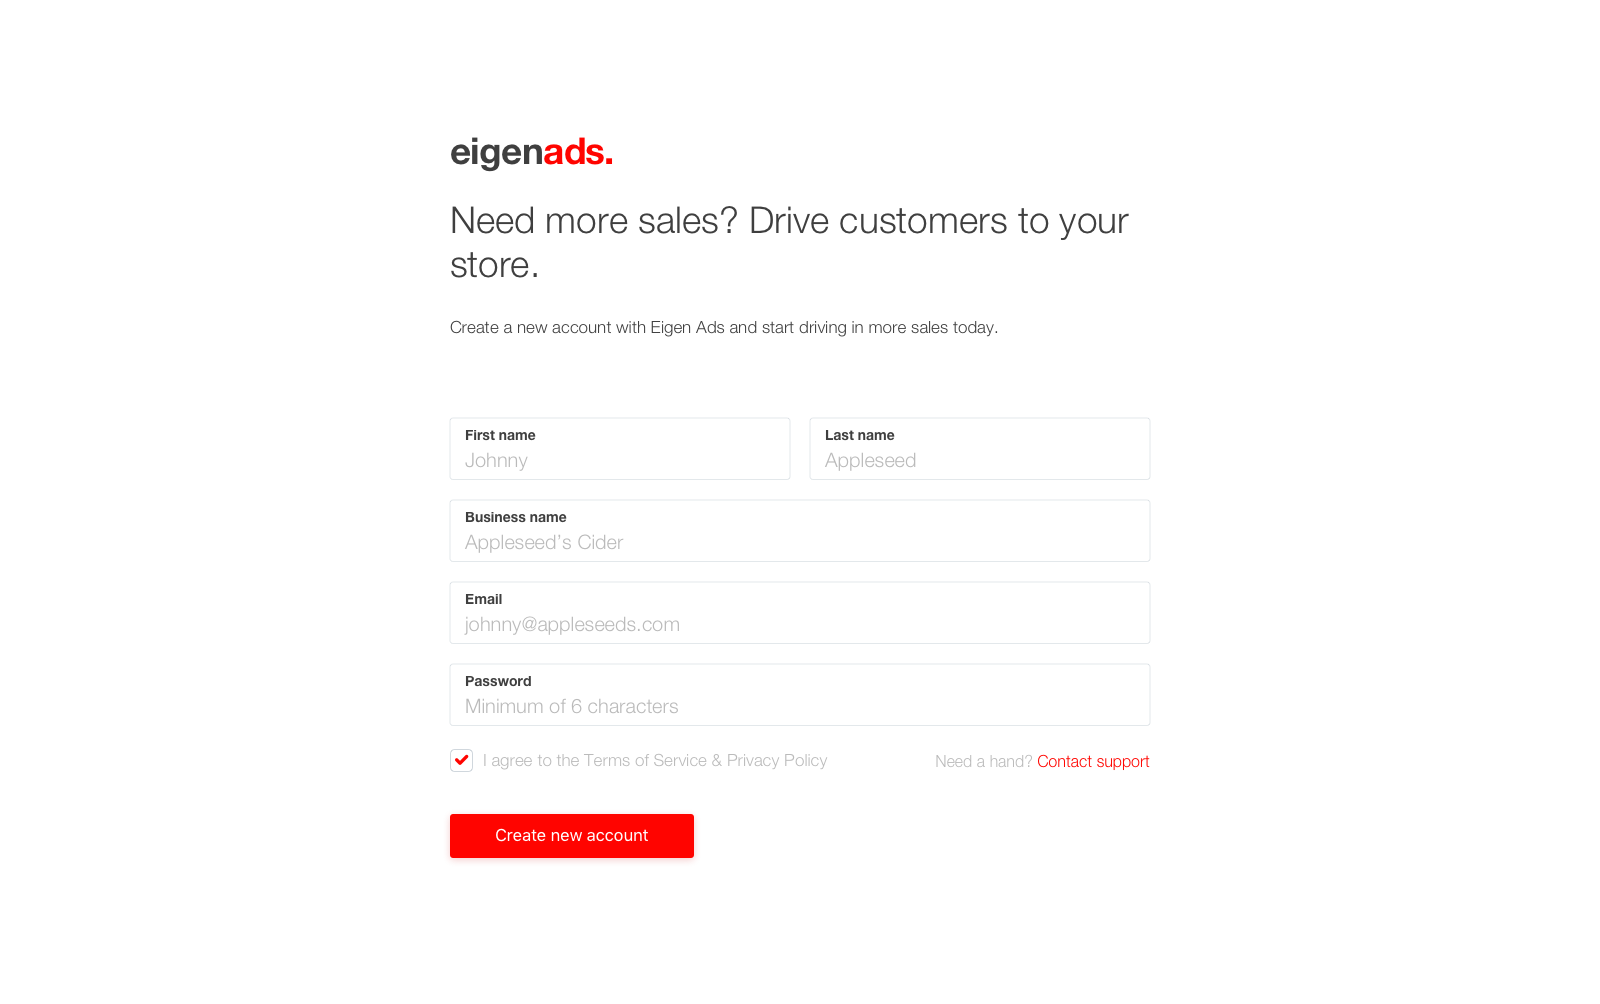 eigenads.
Need more sales? Drive customers to your
store.
Create a new account with Eigen Ads and start driving in more sales today.
First name
Johnny
Last name
Appleseed
Business name
Appleseed's Cider
Email
johnny@appleseeds.com
Password
Minimum of 6 characters
I agree to the Terms of Service & Privacy Policy
Need a hand? Contact support
Create new account